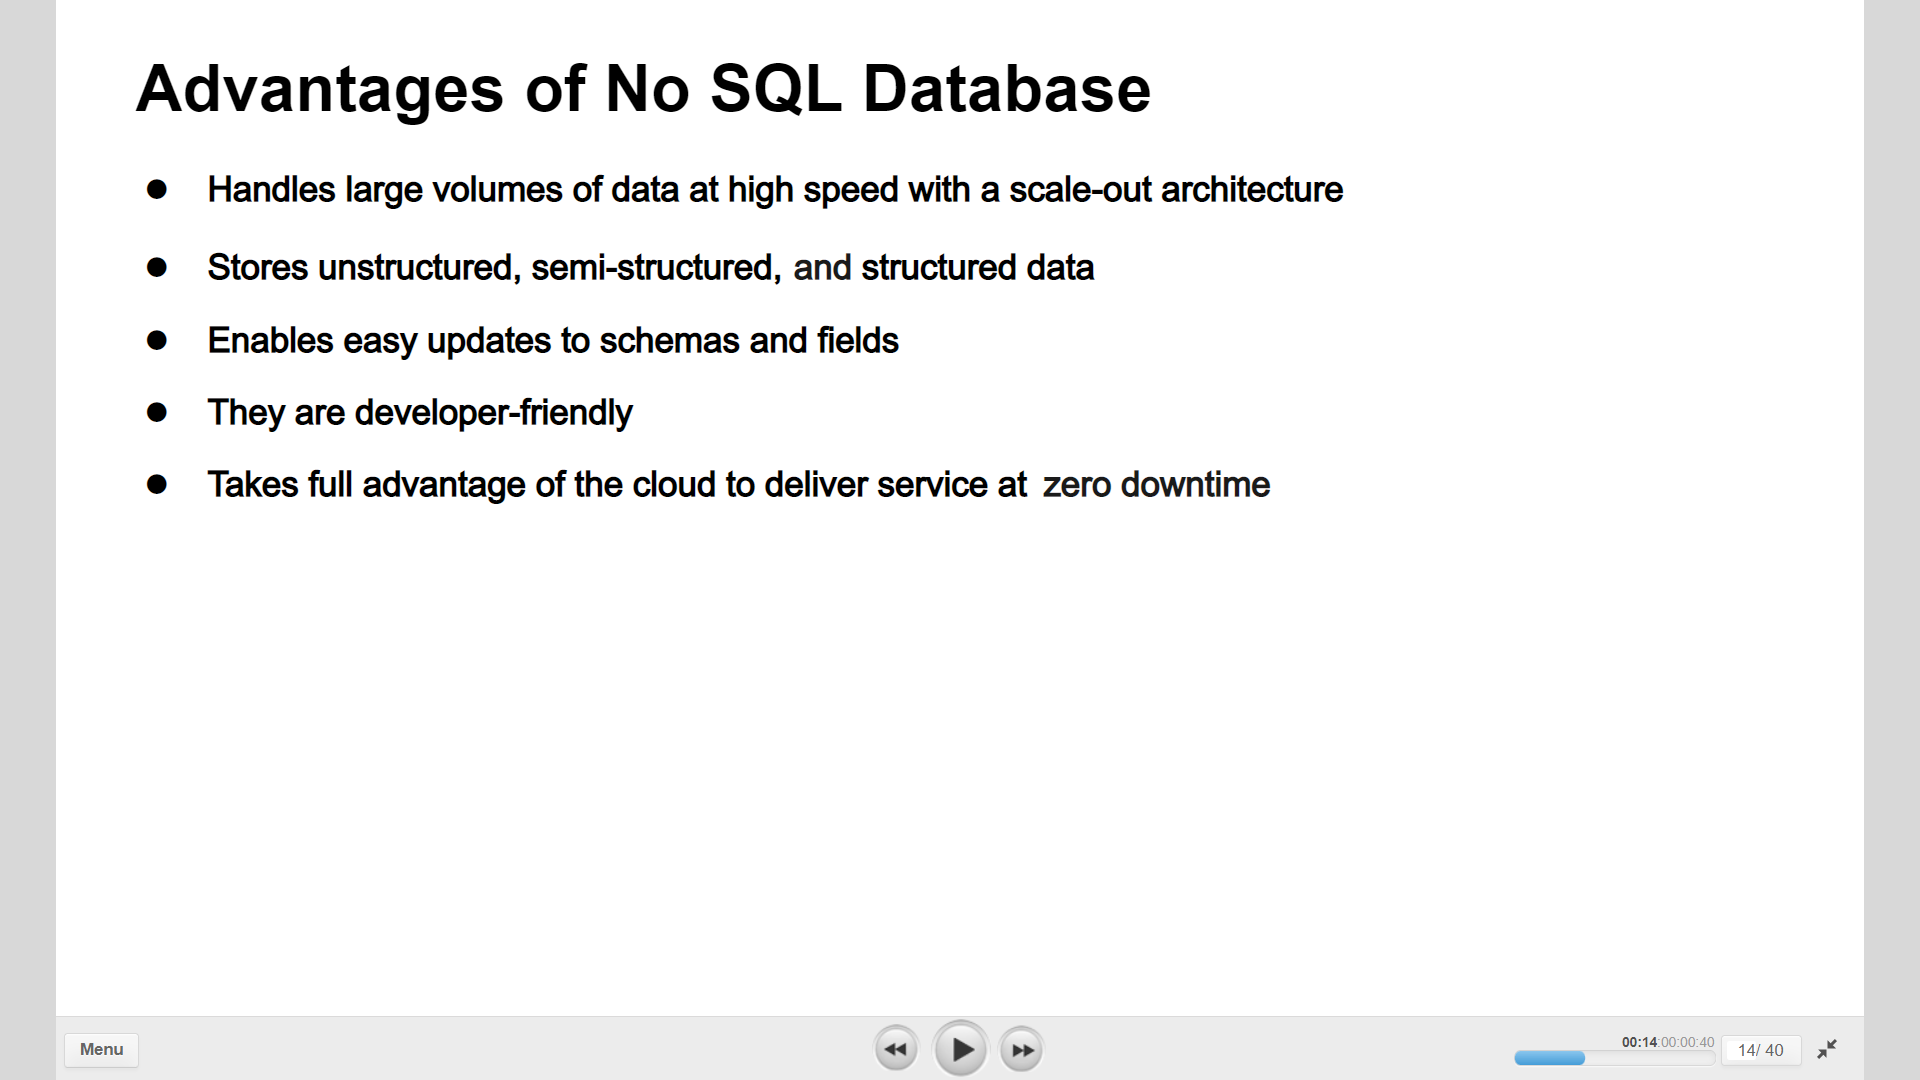 Advantages of No SQL Database
● Handles large volumes of data at high speed with a scale-out architecture
● Stores unstructured, semi-structured, and structured data
● Enables easy updates to schemas and fields
● They are developer-friendly
● Takes full advantage of the cloud to deliver service at zero downtime
Menu
00:14:00:00:40
14/ 40